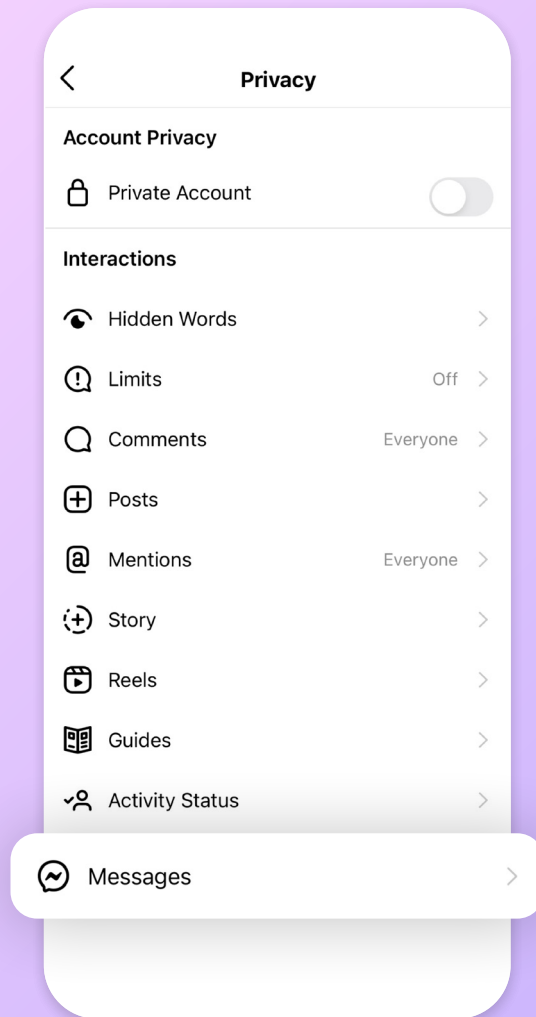 Privacy
Account Privacy
Private Account
Interactions
Hidden Words
Limits Off
Comments Everyone
Posts
Mentions Everyone
Story
Reels
Guides
Activity Status
Messages